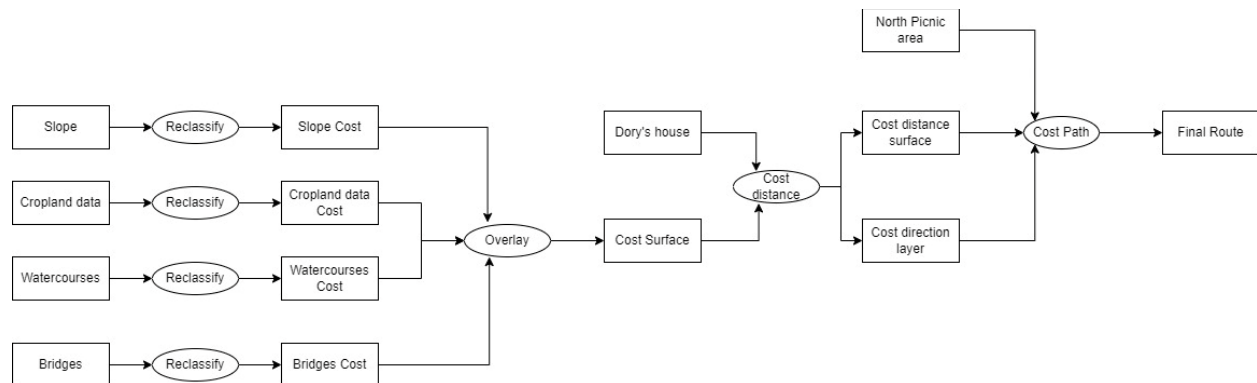 North Picnic
area
Slope
Reclassify
Slope Cost
Dory's house
Cost distance
surface
Cost Path
Final Route
Cropland data
Reclassify
Cropland data
Cost
Cost
distance
Overlay
Cost Surface
Cost direction
layer
Watercourses
Reclassify
Watercourses
Cost
Bridges
Reclassify
Bridges Cost